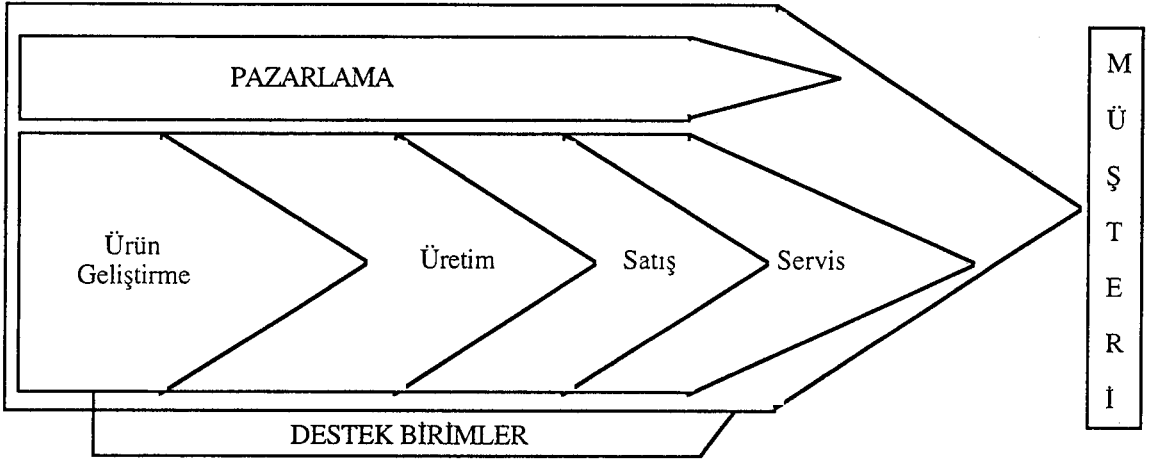 PAZARLAMA
Ürün
Geliştirme
Üretim
Satış
Servis
DESTEK BİRİMLER
M
Ü
Ş
T
E
R
İ